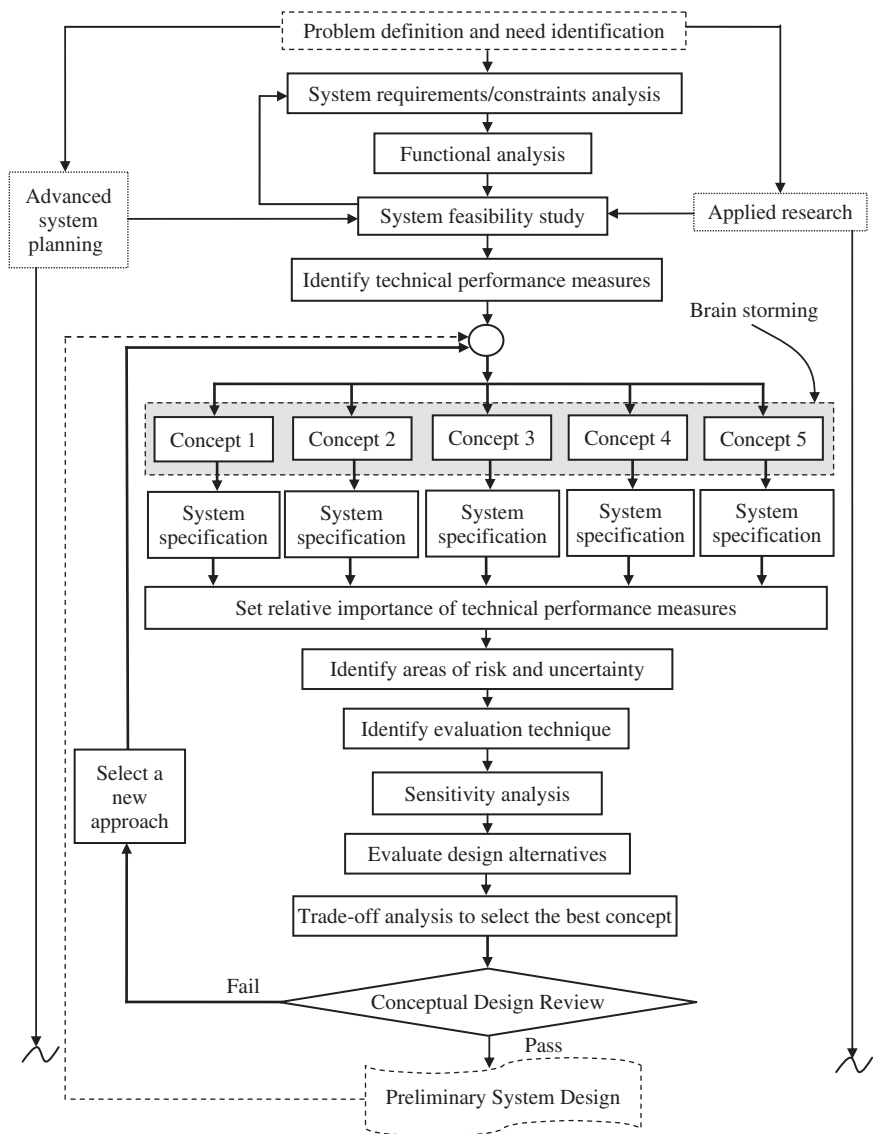 Problem definition and need identification
System requirements/constraints analysis
Functional analysis
Advanced
system
planning
System feasibility study
Applied research
Identify technical performance measures
Brain storming
Concept 1
Concept 2
Concept 3
Concept 4
Concept 5
System
specification
System
specification
System
specification
System
specification
System
specification
Set relative importance of technical performance measures
Identify areas of risk and uncertainty
Identify evaluation technique
Select a
new
approach
Sensitivity analysis
Evaluate design alternatives
Trade-off analysis to select the best concept
Fail
Conceptual Design Review
Pass
Preliminary System Design